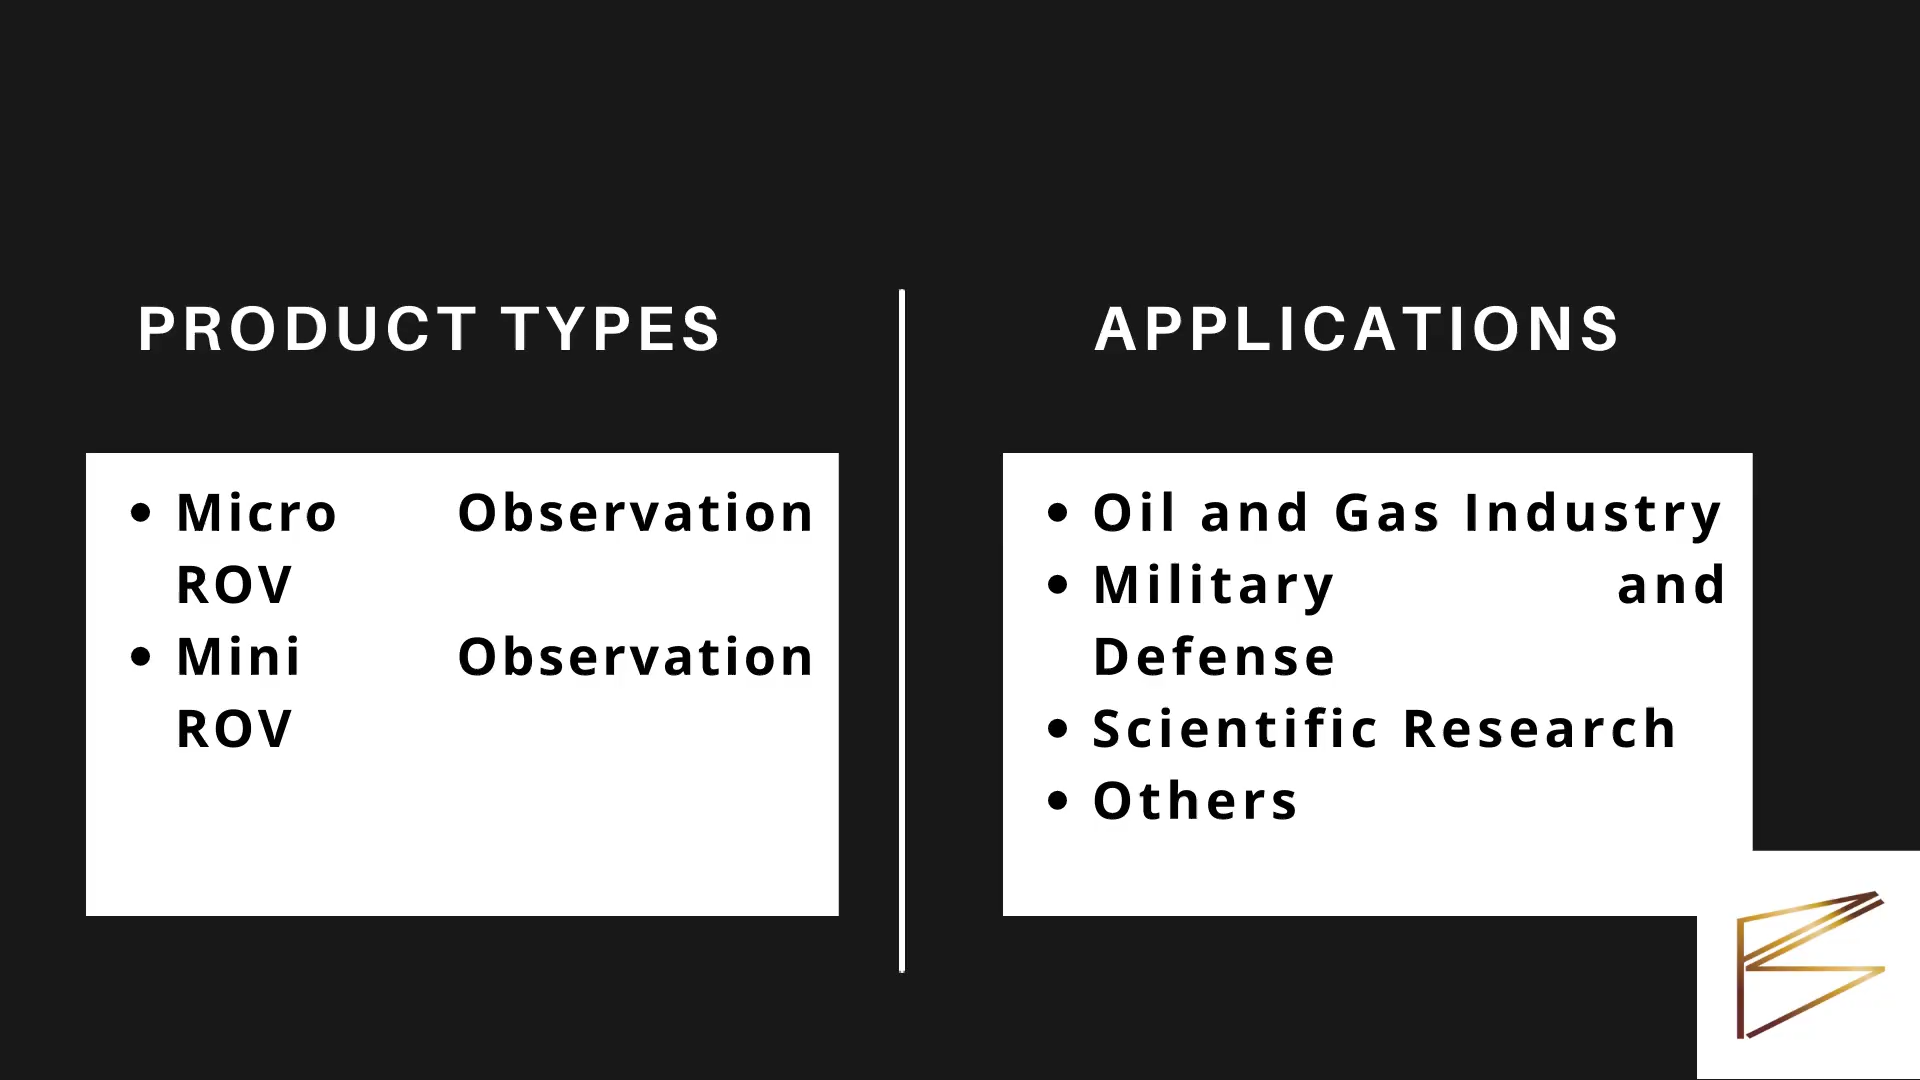 PRODUCT TYPES
Micro Observation
ROV
Mini Observation
ROV
APPLICATIONS
Oil and Gas Industry
Military and
Defense
Scientific Research
Others